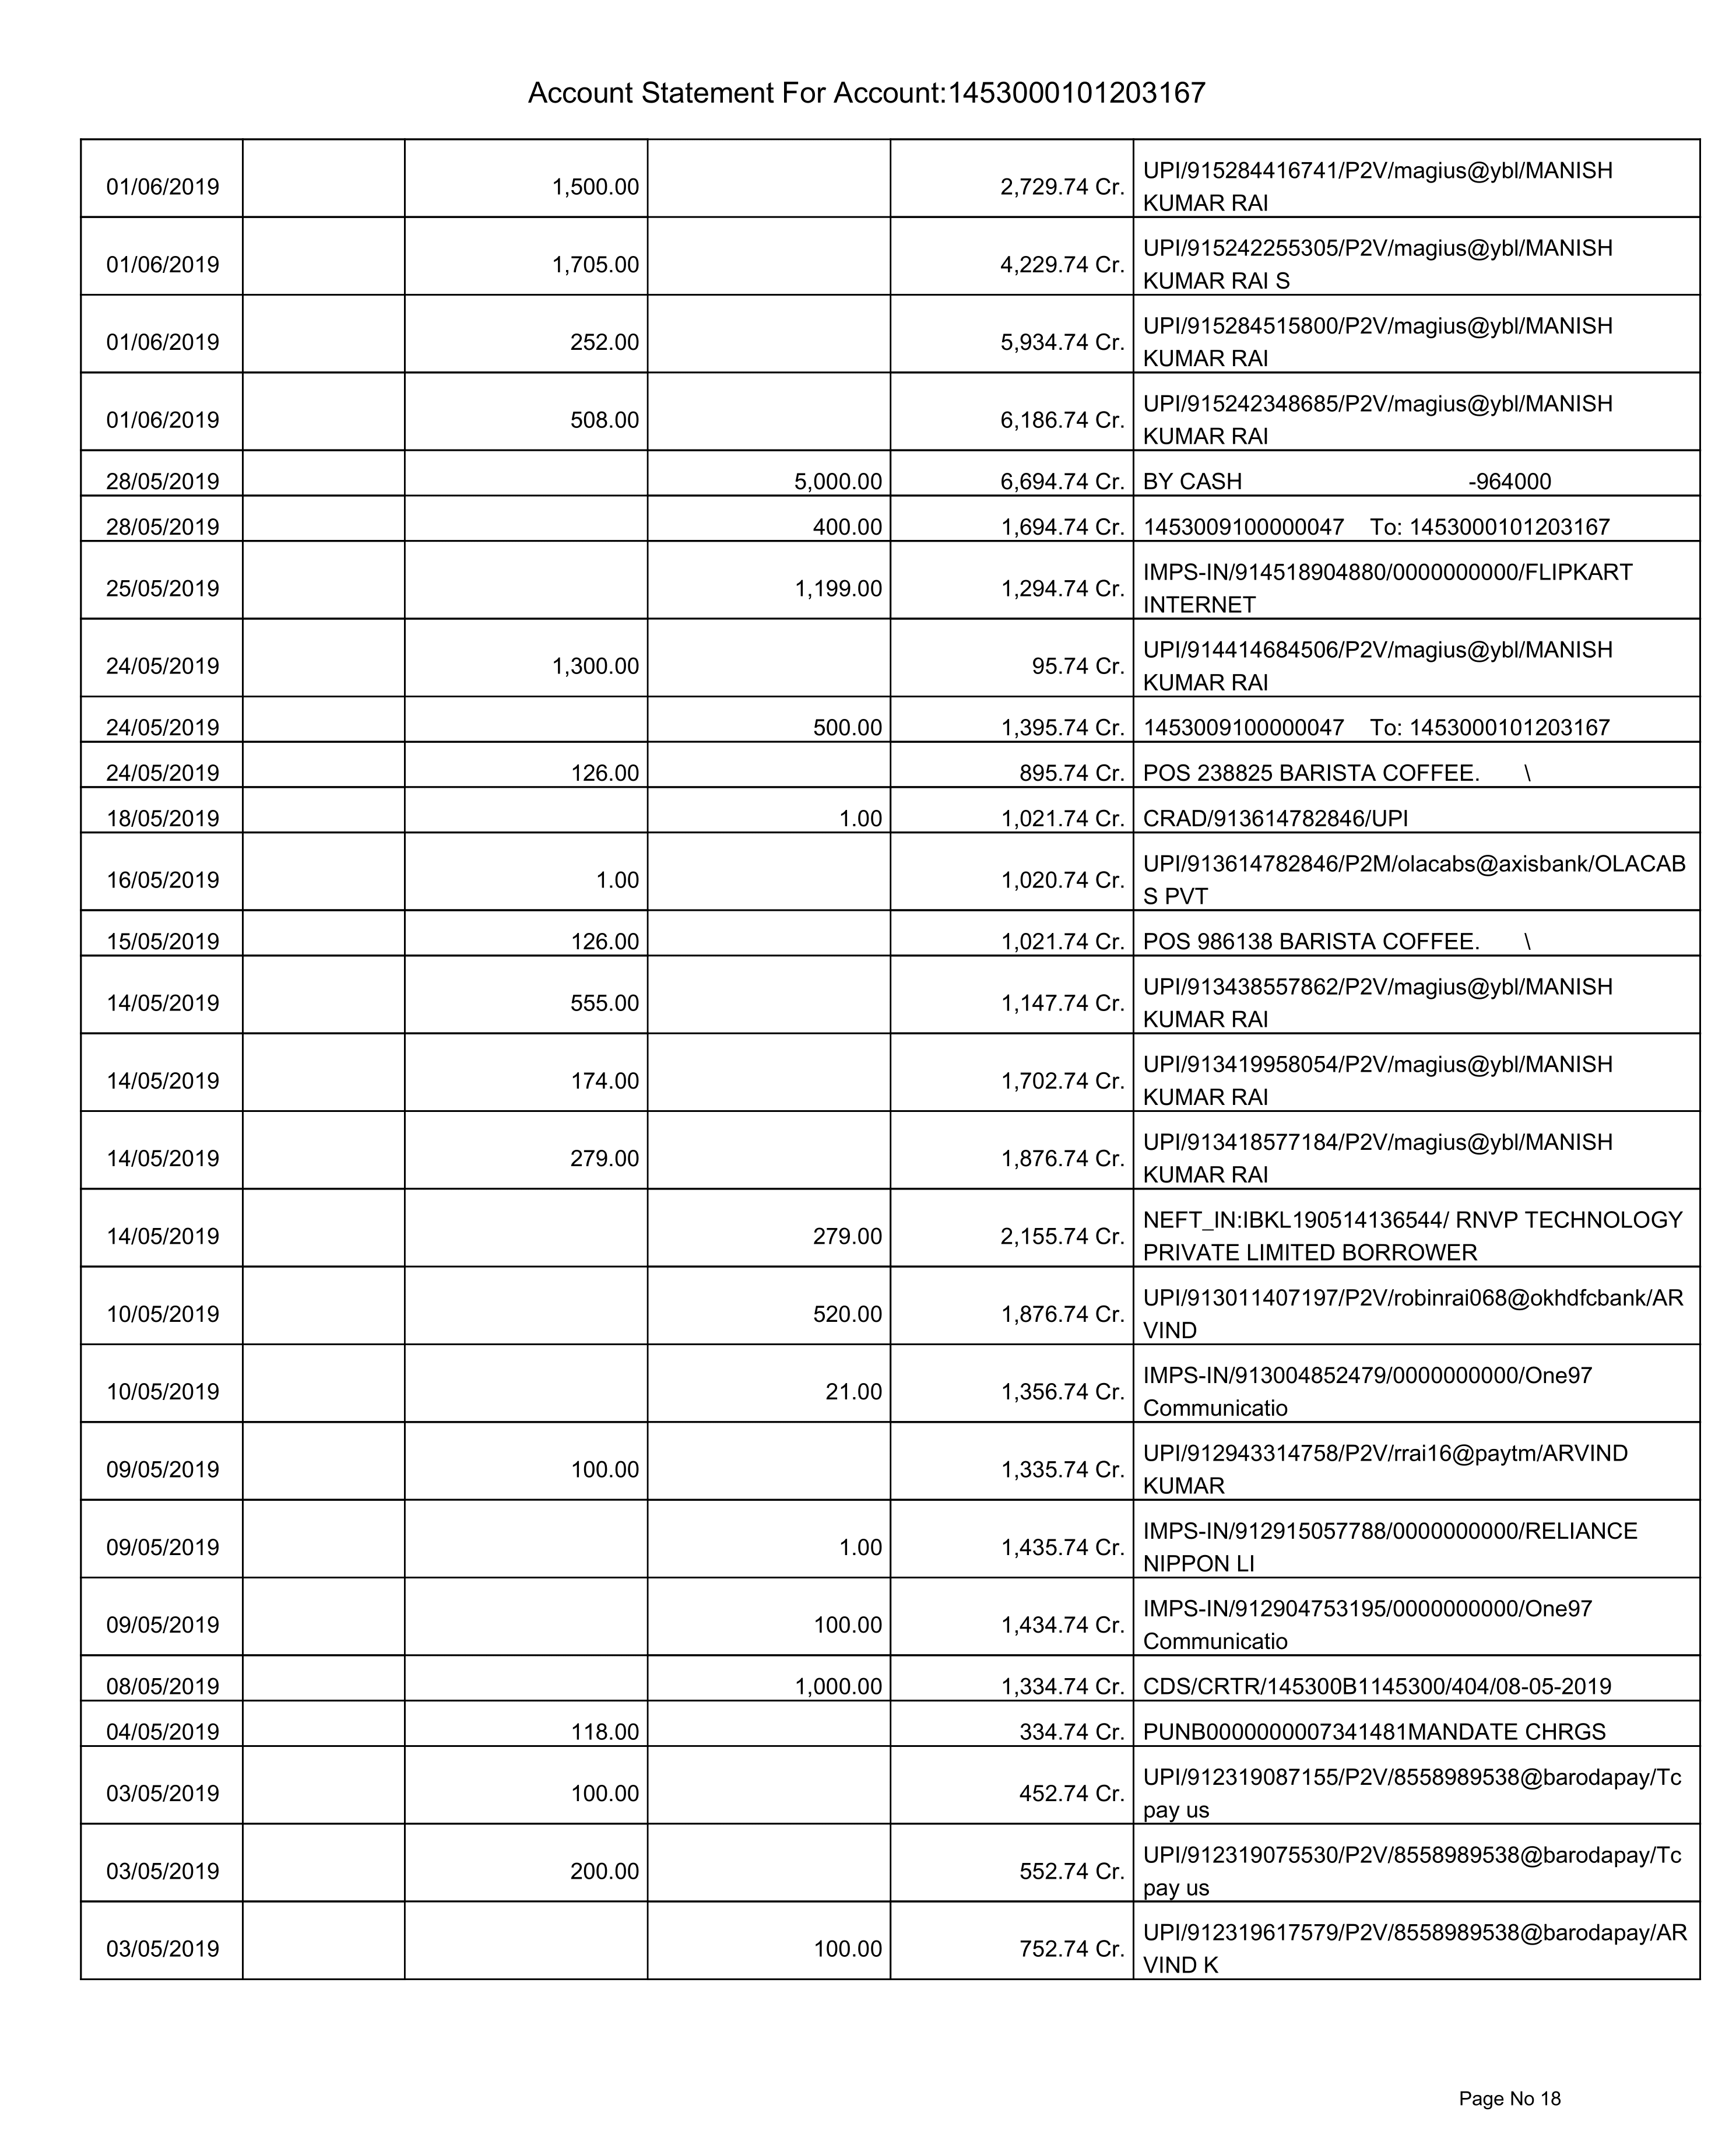 Account Statement For Account:1453000101203167
01/06/2019 1,500.00 2,729.74 Cr. UPI/915284416741/P2V/magius@ybl/MANISH
KUMAR RAI
01/06/2019 1,705.00 4,229.74 Cr. UPI/915242255305/P2V/magius@ybl/MANISH
KUMAR RAI S
01/06/2019 252.00 5,934.74 Cr. UPI/915284515800/P2V/magius@ybl/MANISH
KUMAR RAI
01/06/2019 508.00 6,186.74 Cr. UPI/915242348685/P2V/magius@ybl/MANISH
KUMAR RAI
28/05/2019 5,000.00 6,694.74 Cr. BY CASH -964000
28/05/2019 400.00 1,694.74 Cr. 1453009100000047 To: 1453000101203167
25/05/2019 1,199.00 1,294.74 Cr. IMPS-IN/914518904880/0000000000/FLIPKART
INTERNET
24/05/2019 1,300.00 95.74 Cr. UPI/914414684506/P2V/magius@ybl/MANISH
KUMAR RAI
24/05/2019 500.00 1,395.74 Cr. 1453009100000047 To: 1453000101203167
24/05/2019 126.00 895.74 Cr. POS 238825 BARISTA COFFEE. \
18/05/2019 1.00 1,021.74 Cr. CRAD/913614782846/UPI
16/05/2019 1.00 1,020.74 Cr. UPI/913614782846/P2M/olacabs@axisbank/OLACAB
S PVT
15/05/2019 126.00 1,021.74 Cr. POS 986138 BARISTA COFFEE. \
14/05/2019 555.00 1,147.74 Cr. UPI/913438557862/P2V/magius@ybl/MANISH
KUMAR RAI
14/05/2019 174.00 1,702.74 Cr. UPI/913419958054/P2V/magius@ybl/MANISH
KUMAR RAI
14/05/2019 279.00 1,876.74 Cr. UPI/913418577184/P2V/magius@ybl/MANISH
KUMAR RAI
14/05/2019 279.00 2,155.74 Cr. NEFT_IN:IBKL190514136544/ RNVP TECHNOLOGY
PRIVATE LIMITED BORROWER
10/05/2019 520.00 1,876.74 Cr. UPI/913011407197/P2V/robinrai068@okhdfcbank/AR
VIND
10/05/2019 21.00 1,356.74 Cr. IMPS-IN/913004852479/0000000000/One97
Communicatio
09/05/2019 100.00 1,335.74 Cr. UPI/912943314758/P2V/rrai16@paytm/ARVIND
KUMAR
09/05/2019 1.00 1,435.74 Cr. IMPS-IN/912915057788/0000000000/RELIANCE
NIPPON LI
09/05/2019 100.00 1,434.74 Cr. IMPS-IN/912904753195/0000000000/One97
Communicatio
08/05/2019 1,000.00 1,334.74 Cr. CDS/CRTR/145300B1145300/404/08-05-2019
04/05/2019 118.00 334.74 Cr. PUNB0000000007341481MANDATE CHRGS
03/05/2019 100.00 452.74 Cr. UPI/912319087155/P2V/8558989538@barodapay/Tc
pay us
03/05/2019 200.00 552.74 Cr. UPI/912319075530/P2V/8558989538@barodapay/Tc
pay us
03/05/2019 100.00 752.74 Cr. UPI/912319617579/P2V/8558989538@barodapay/AR
VIND K
Page No 18